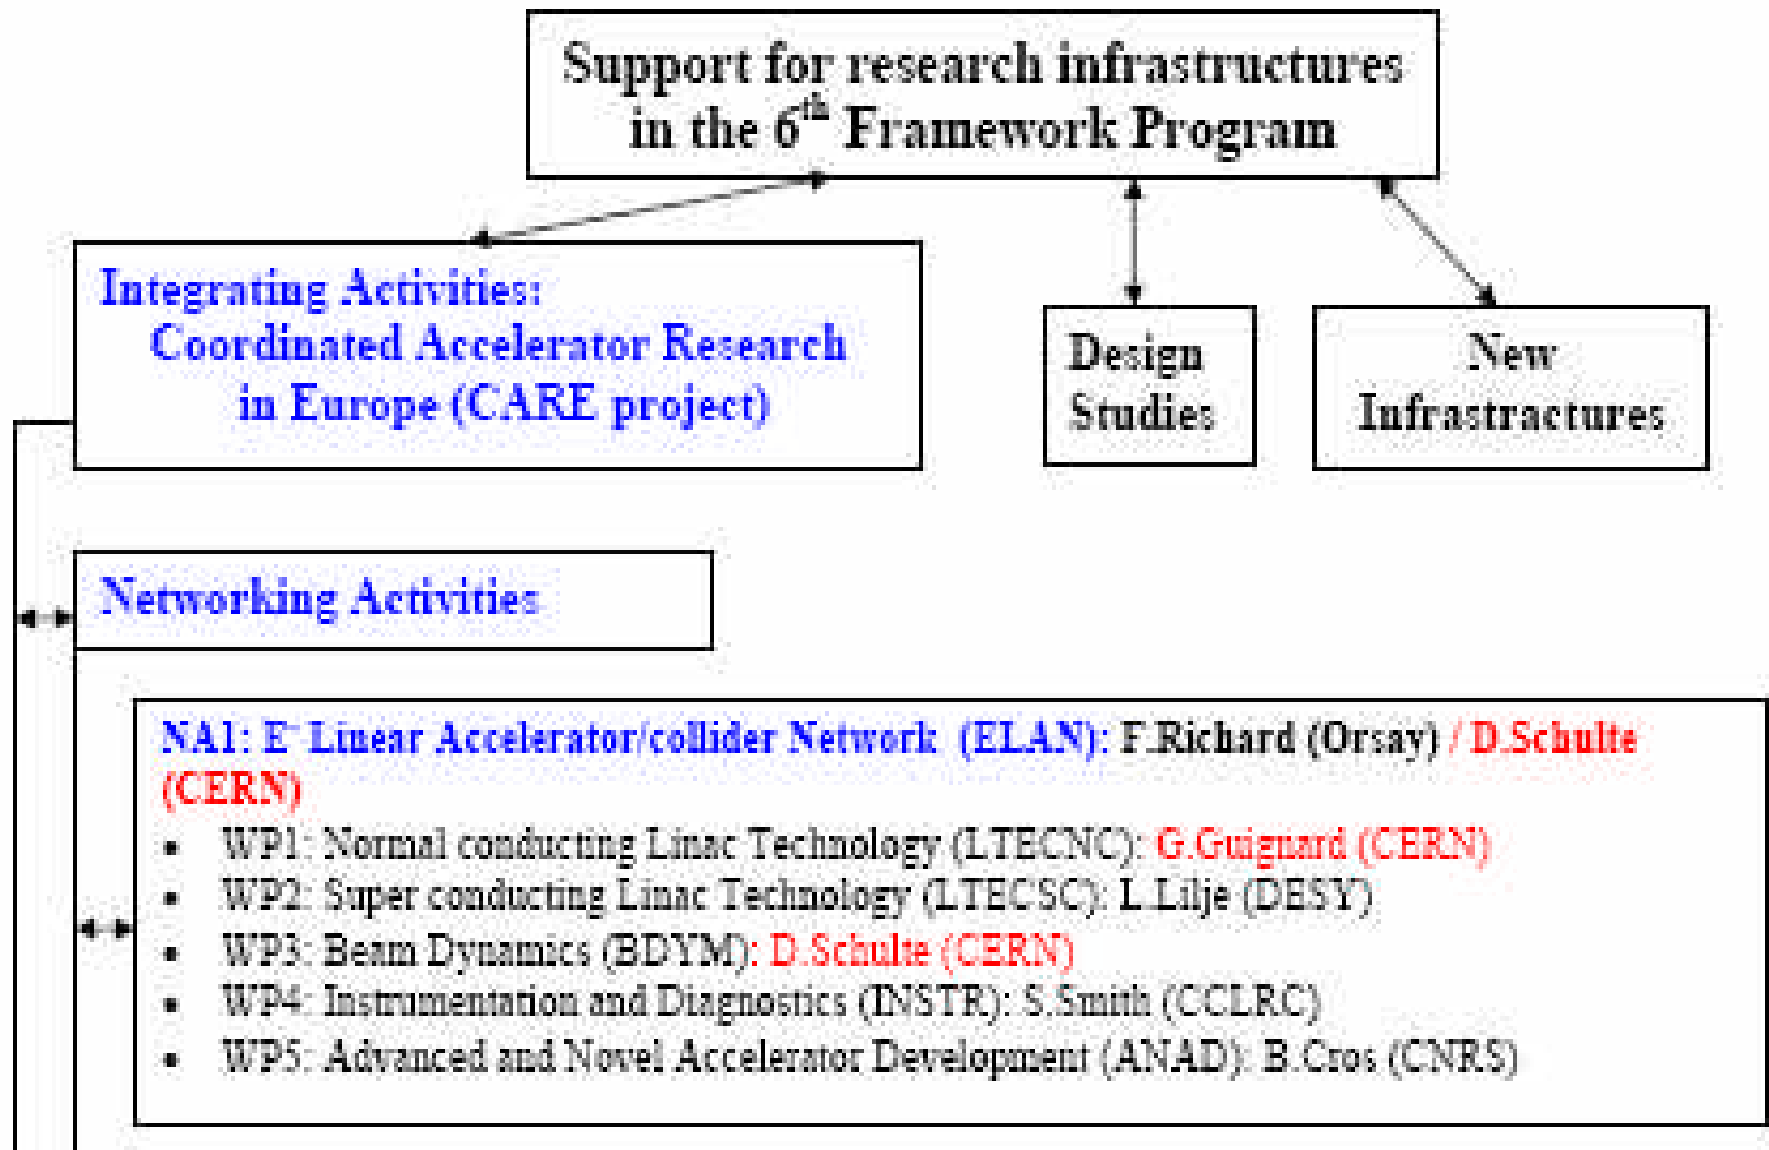 Support for research infrastructures
in the 6th Framework Program
Integrating Activities:
Coordinated Accelerator Research
in Europe (CARE project)
Design
Studies
New
Infrastractures
Networking Activities
NA1: E⁻ Linear Accelerator/collider Network (ELAN): F.Richard (Orsay) / D.Schulte
(CERN)
• WP1: Normal conducting Linac Technology (LTECNC): G.Guignard (CERN)
• WP2: Super conducting Linac Technology (LTECSC): L.Lilje (DESY)
• WP3: Beam Dynamics (BDYM): D.Schulte (CERN)
• WP4: Instrumentation and Diagnostics (INSTR): S.Smith (CCLRC)
• WP5: Advanced and Novel Accelerator Development (ANAD): B.Cros (CNRS)